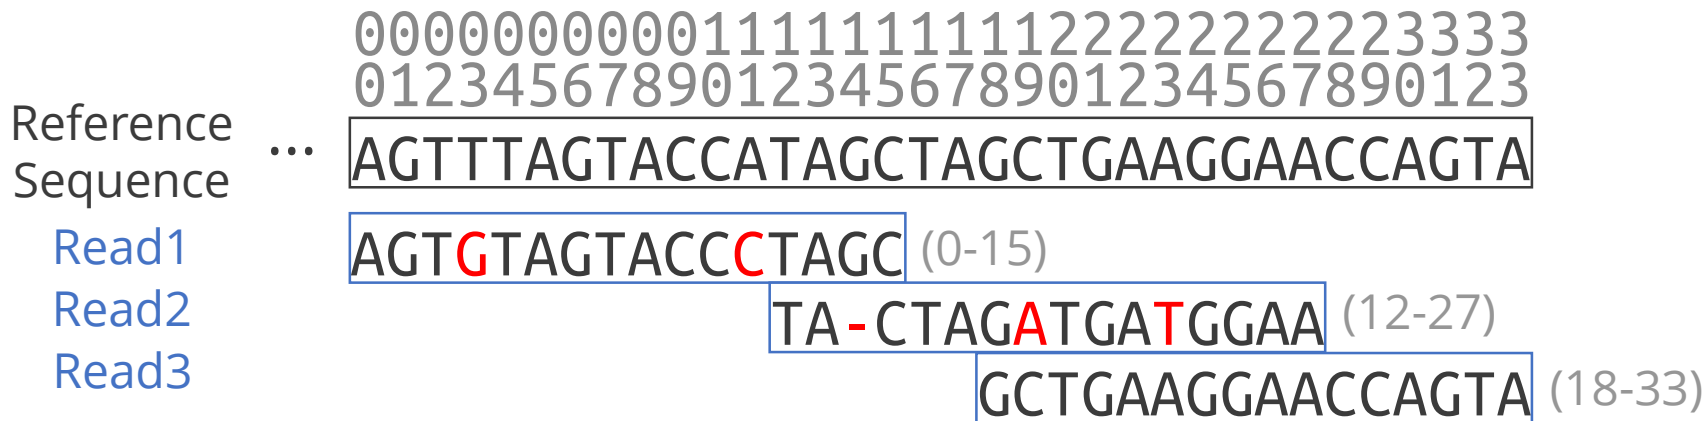 0000000000111111111122222222223333
0123456789012345678901234567890123
Reference
Sequence
... AGTTTAGTACCATAGCTAGCTGAAGGAACCAGTA
Read1 AGTGTAGTACCCTAGC (0-15)
Read2 TA-CTAGATGATGGAA (12-27)
Read3 GCTGAAGGAACCAGTA (18-33)